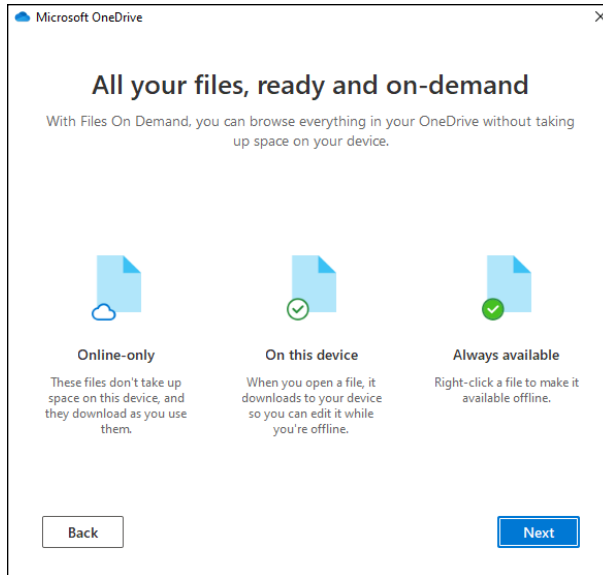 Microsoft OneDrive
All your files, ready and on-demand
With Files On Demand, you can browse everything in your OneDrive without taking
up space on your device.
Online-only
These files don't take up
space on this device, and
they download as you use
them.
On this device
When you open a file, it
downloads to your device
so you can edit it while
you're offline.
Always available
Right-click a file to make it
available offline.
Back
Next